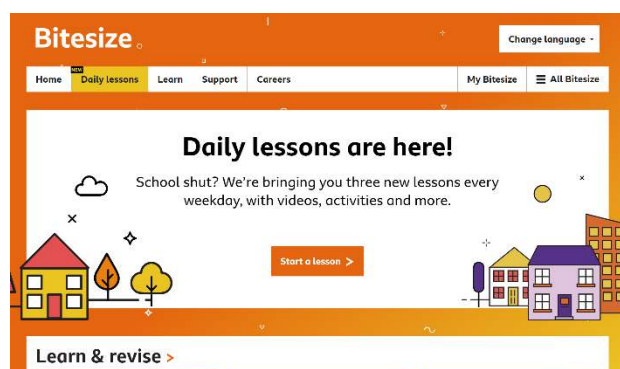 Bitesize
Change language
NEW
Home Daily lessons Learn Support Careers My Bitesize All Bitesize
Daily lessons are here!
School shut? We're bringing you three new lessons every
weekday, with videos, activities and more.
Start a lesson >
Learn & revise >